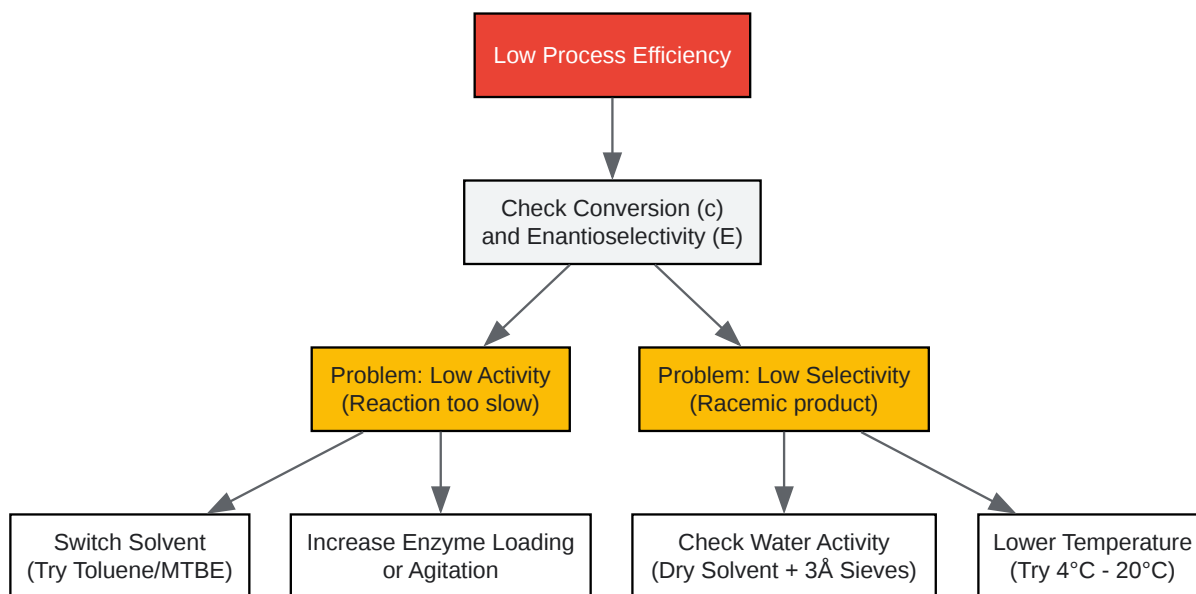 Low Process Efficiency
Check Conversion (c)
and Enantioselectivity (E)
Problem: Low Activity
(Reaction too slow)
Problem: Low Selectivity
(Racemic product)
Switch Solvent
(Try Toluene/MTBE)
Increase Enzyme Loading
or Agitation
Check Water Activity
(Dry Solvent + 3Å Sieves)
Lower Temperature
(Try 4°C - 20°C)